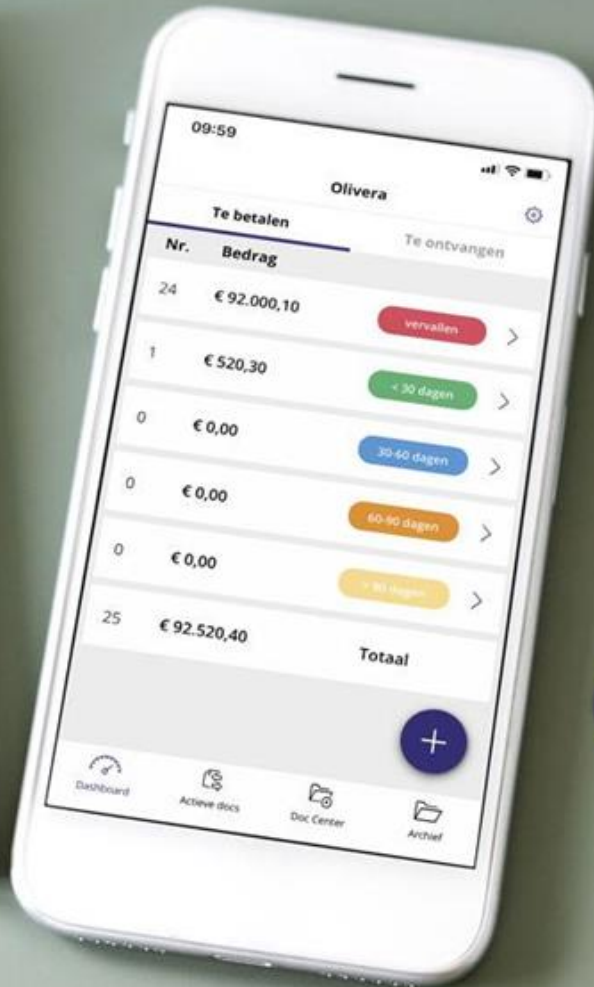 09:59
Olivera
Te betalen Te ontvangen
Nr. Bedrag
24 € 92.000,10 vervallen
1 € 520,30 < 30 dagen
0 € 0,00 30-60 dagen
0 € 0,00 60-90 dagen
0 € 0,00 > 90 dagen
25 € 92.520,40 Totaal
+
Dashboard Actieve docs Doc Center Archief